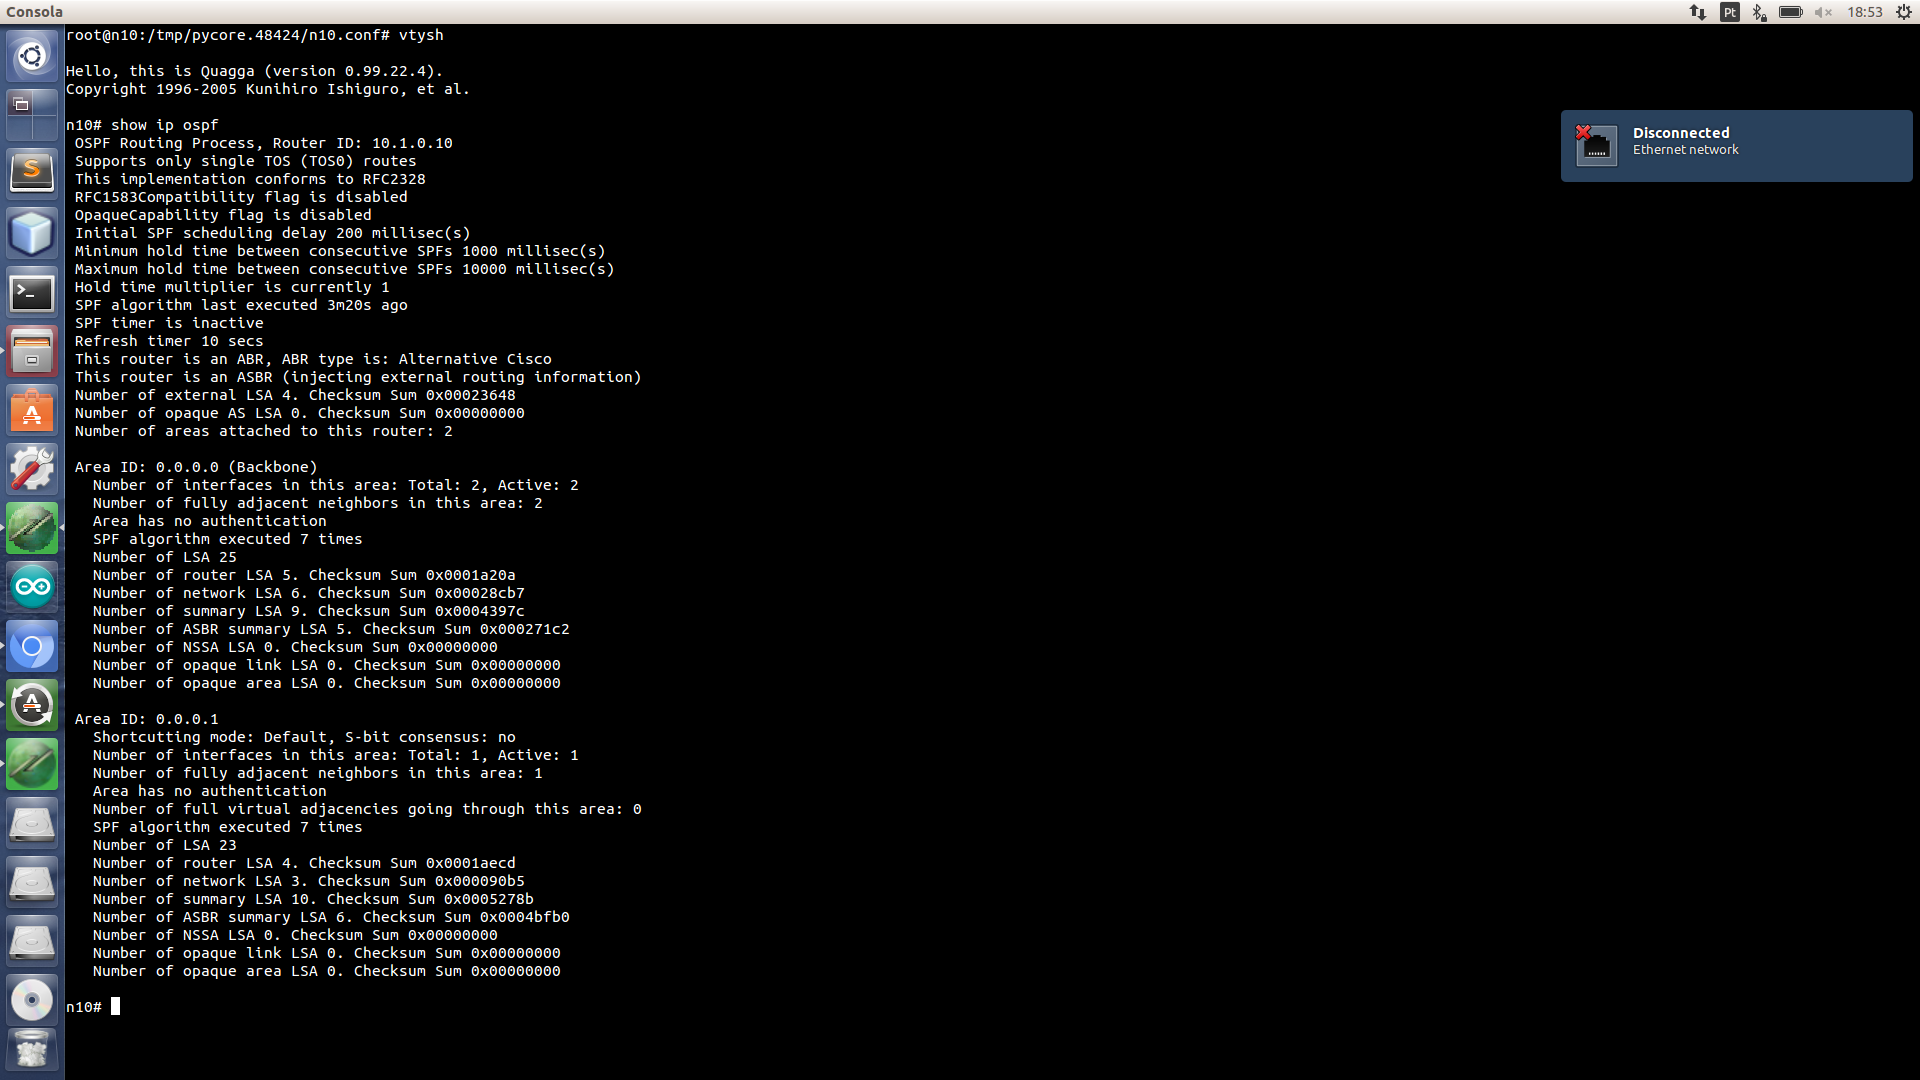 Consola
Pt
18:53
root@n10:/tmp/pycore.48424/n10.conf# vtysh
Hello, this is Quagga (version 0.99.22.4).
Copyright 1996-2005 Kunihiro Ishiguro, et al.
n10# show ip ospf
OSPF Routing Process, Router ID: 10.1.0.10
Supports only single TOS (TOS0) routes
This implementation conforms to RFC2328
RFC1583Compatibility flag is disabled
OpaqueCapability flag is disabled
Initial SPF scheduling delay 200 millisec(s)
Minimum hold time between consecutive SPFs 1000 millisec(s)
Maximum hold time between consecutive SPFs 10000 millisec(s)
Hold time multiplier is currently 1
SPF algorithm last executed 3m20s ago
SPF timer is inactive
Refresh timer 10 secs
This router is an ABR, ABR type is: Alternative Cisco
This router is an ASBR (injecting external routing information)
Number of external LSA 4. Checksum Sum 0x00023648
Number of opaque AS LSA 0. Checksum Sum 0x00000000
Number of areas attached to this router: 2
Area ID: 0.0.0.0 (Backbone)
Number of interfaces in this area: Total: 2, Active: 2
Number of fully adjacent neighbors in this area: 2
Area has no authentication
SPF algorithm executed 7 times
Number of LSA 25
Number of router LSA 5. Checksum Sum 0x0001a20a
Number of network LSA 6. Checksum Sum 0x00028cb7
Number of summary LSA 9. Checksum Sum 0x0004397c
Number of ASBR summary LSA 5. Checksum Sum 0x000271c2
Number of NSSA LSA 0. Checksum Sum 0x00000000
Number of opaque link LSA 0. Checksum Sum 0x00000000
Number of opaque area LSA 0. Checksum Sum 0x00000000
Area ID: 0.0.0.1
Shortcutting mode: Default, S-bit consensus: no
Number of interfaces in this area: Total: 1, Active: 1
Number of fully adjacent neighbors in this area: 1
Area has no authentication
Number of full virtual adjacencies going through this area: 0
SPF algorithm executed 7 times
Number of LSA 23
Number of router LSA 4. Checksum Sum 0x0001aecd
Number of network LSA 3. Checksum Sum 0x000090b5
Number of summary LSA 10. Checksum Sum 0x0005278b
Number of ASBR summary LSA 6. Checksum Sum 0x0004bfb0
Number of NSSA LSA 0. Checksum Sum 0x00000000
Number of opaque link LSA 0. Checksum Sum 0x00000000
Number of opaque area LSA 0. Checksum Sum 0x00000000
n10#
Disconnected
Ethernet network